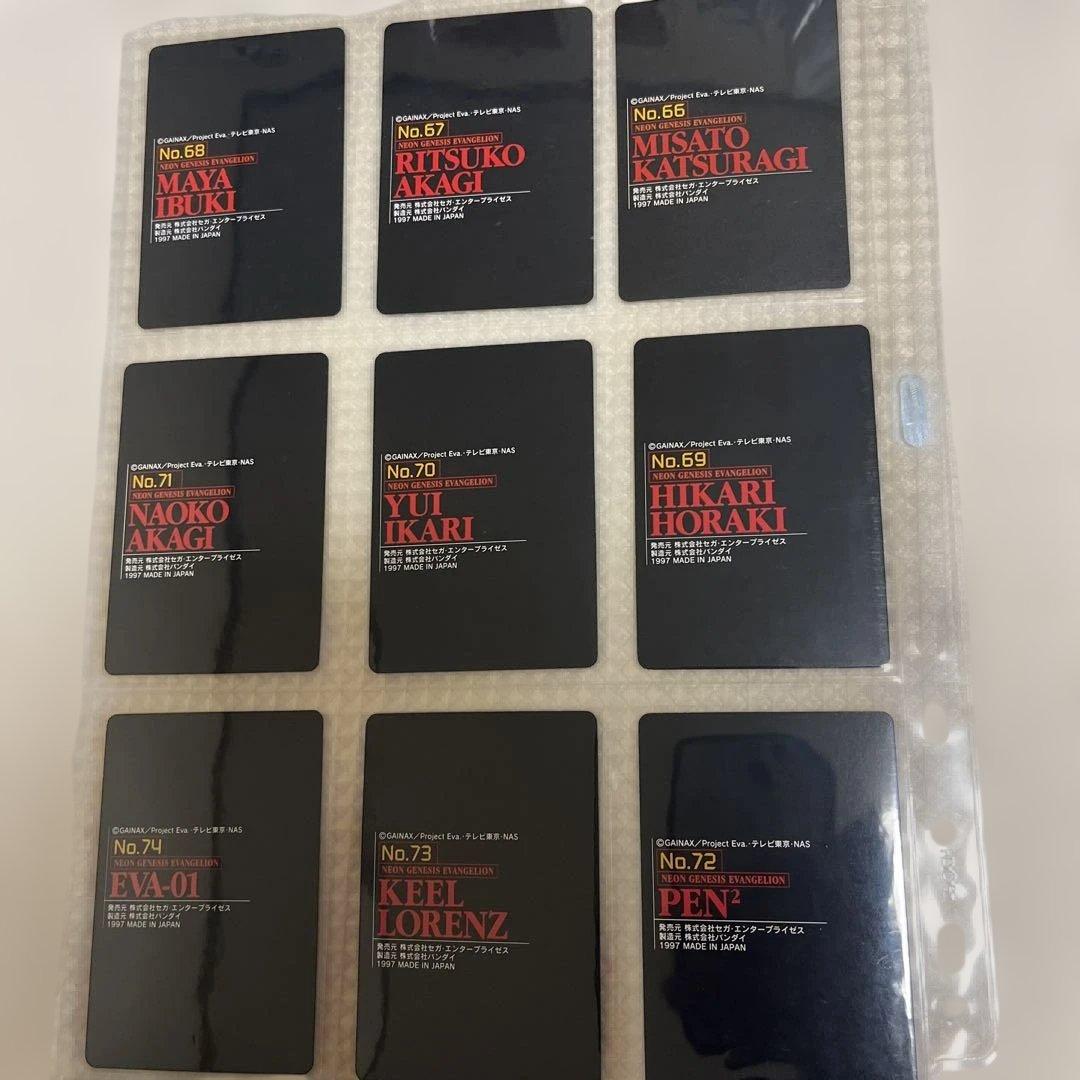 ©GAINAX／Project Eva.・テレビ東京・NAS
No.68
NEON GENESIS EVANGELION
MAYA
IBUKI
発売元 株式会社セガ・エンタープライゼス
製造元 株式会社バンダイ
1997 MADE IN JAPAN
©GAINAX／Project Eva.・テレビ東京・NAS
No.67
NEON GENESIS EVANGELION
RITSUKO
AKAGI
発売元 株式会社セガ・エンタープライゼス
製造元 株式会社バンダイ
1997 MADE IN JAPAN
©GAINAX／Project Eva.・テレビ東京・NAS
No.66
NEON GENESIS EVANGELION
MISATO
KATSURAGI
発売元 株式会社セガ・エンタープライゼス
製造元 株式会社バンダイ
1997 MADE IN JAPAN
©GAINAX／Project Eva.・テレビ東京・NAS
No.71
NEON GENESIS EVANGELION
NAOKO
AKAGI
発売元 株式会社セガ・エンタープライゼス
製造元 株式会社バンダイ
1997 MADE IN JAPAN
©GAINAX／Project Eva.・テレビ東京・NAS
No.70
NEON GENESIS EVANGELION
YUI
IKARI
発売元 株式会社セガ・エンタープライゼス
製造元 株式会社バンダイ
1997 MADE IN JAPAN
©GAINAX／Project Eva.・テレビ東京・NAS
No.69
NEON GENESIS EVANGELION
HIKARI
HORAKI
発売元 株式会社セガ・エンタープライゼス
製造元 株式会社バンダイ
1997 MADE IN JAPAN
©GAINAX／Project Eva.・テレビ東京・NAS
No.74
NEON GENESIS EVANGELION
EVA-01
発売元 株式会社セガ・エンタープライゼス
製造元 株式会社バンダイ
1997 MADE IN JAPAN
©GAINAX／Project Eva.・テレビ東京・NAS
No.73
NEON GENESIS EVANGELION
KEEL
LORENZ
発売元 株式会社セガ・エンタープライゼス
製造元 株式会社バンダイ
1997 MADE IN JAPAN
©GAINAX／Project Eva.・テレビ東京・NAS
No.72
NEON GENESIS EVANGELION
PEN²
発売元 株式会社セガ・エンタープライゼス
製造元 株式会社バンダイ
1997 MADE IN JAPAN